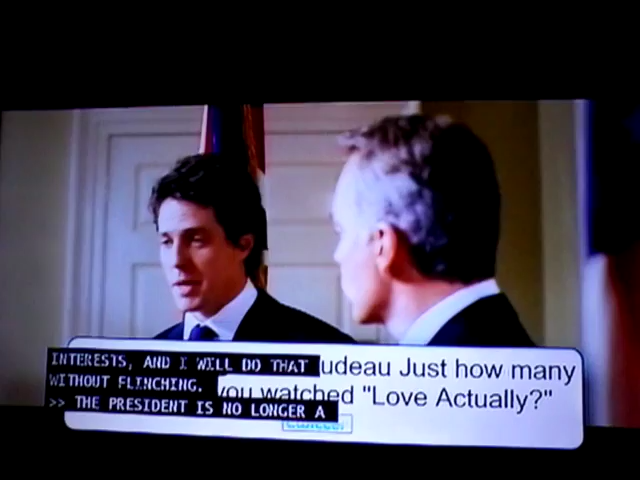 INTERESTS, AND I WILL DO THAT
WITHOUT FLINCHING.
>> THE PRESIDENT IS NO LONGER A
udeau Just how many
you watched "Love Actually?"